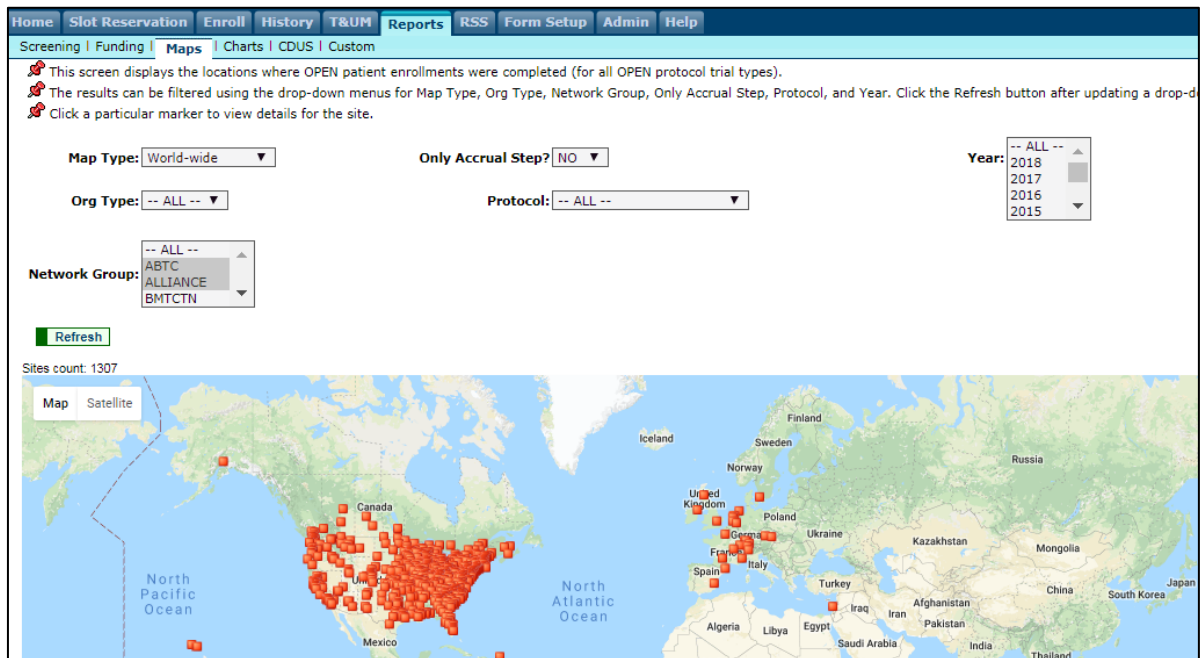 Home Slot Reservation Enroll History T&UM Reports RSS Form Setup Admin Help
Screening | Funding | Maps | Charts | CDUS | Custom
This screen displays the locations where OPEN patient enrollments were completed (for all OPEN protocol trial types).
The results can be filtered using the drop-down menus for Map Type, Org Type, Network Group, Only Accrual Step, Protocol, and Year. Click the Refresh button after updating a drop-d
Click a particular marker to view details for the site.
Map Type: World-wide Only Accrual Step? NO Year: -- ALL --
2018
2017
2016
2015
Org Type: -- ALL -- Protocol: -- ALL --
Network Group: -- ALL --
ABTC
ALLIANCE
BMTCTN
Refresh
Sites count: 1307
Map Satellite
Finland
Iceland
Sweden
Russia
Norway
Kingdom
Canada
Poland
Ukraine
Kazakhstan
Mongolia
Spain
Italy
North
Pacific
Ocean
North
Atlantic
Ocean
Turkey
China
Japan
South Korea
Iraq
Iran
Afghanistan
Algeria
Libya
Egypt
Pakistan
Mexico
Saudi Arabia
India
Thailand